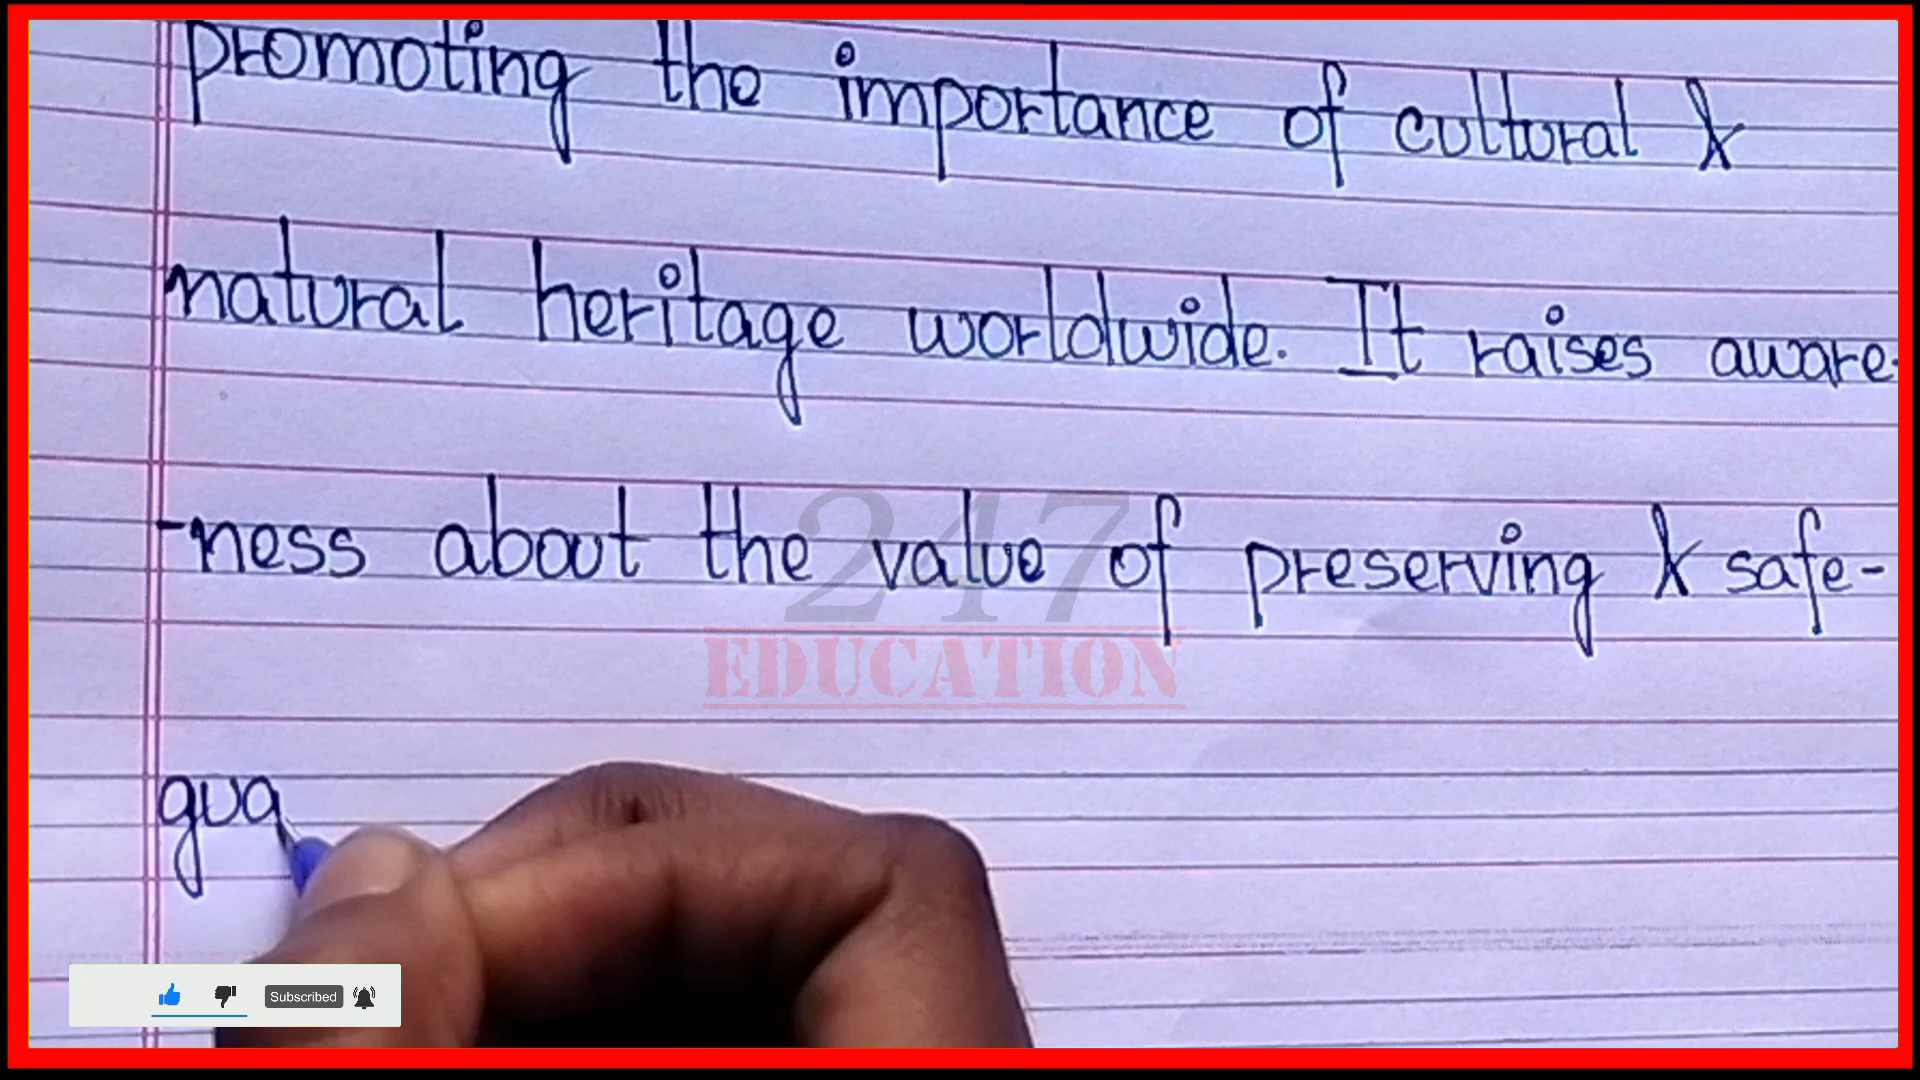 promoting the importance of cultural &
natural heritage worldwide. It raises aware-
-ness about the value of preserving & safe-
247
EDUCATION
gua
Subscribed